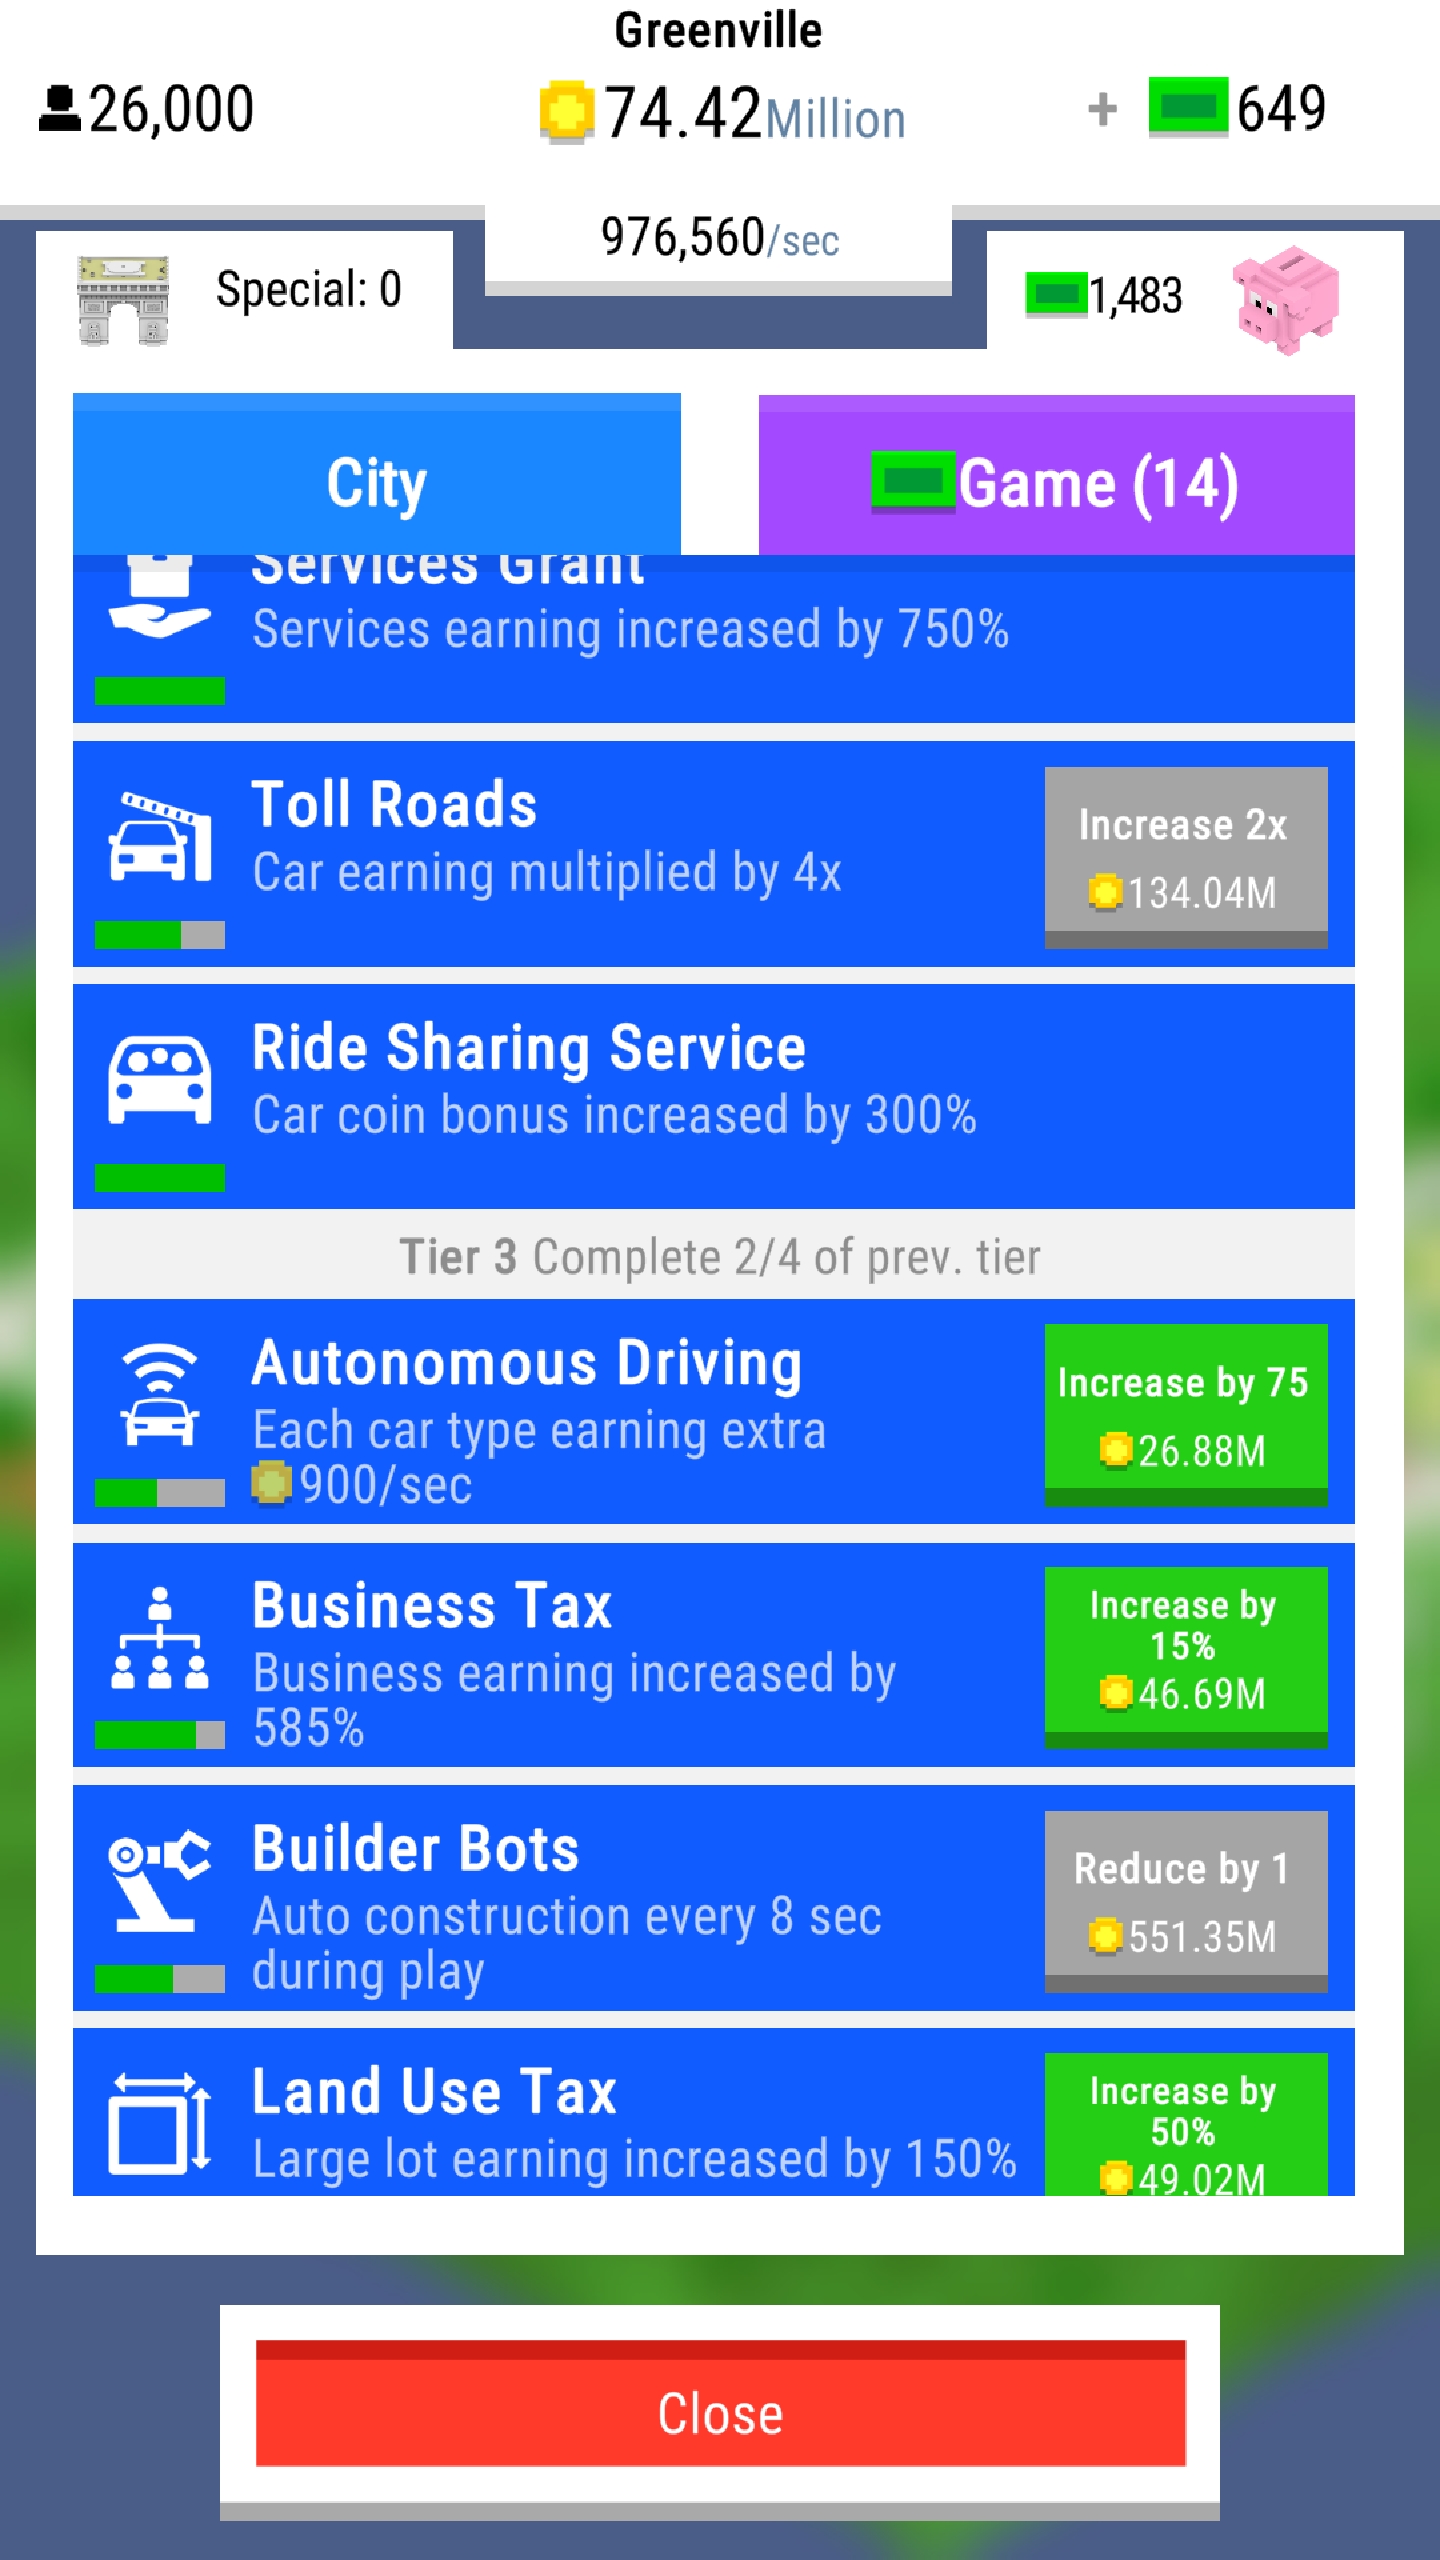 Greenville
26,000
74.42Million
+ 649
976,560/sec
Special: 0
1,483
City
Game (14)
Services Grant
Services earning increased by 750%
Toll Roads
Car earning multiplied by 4x
Increase 2x
134.04M
Ride Sharing Service
Car coin bonus increased by 300%
Tier 3 Complete 2/4 of prev. tier
Autonomous Driving
Each car type earning extra
900/sec
Increase by 75
26.88M
Business Tax
Business earning increased by
585%
Increase by
15%
46.69M
Builder Bots
Auto construction every 8 sec
during play
Reduce by 1
551.35M
Land Use Tax
Large lot earning increased by 150%
Increase by
50%
49.02M
Close